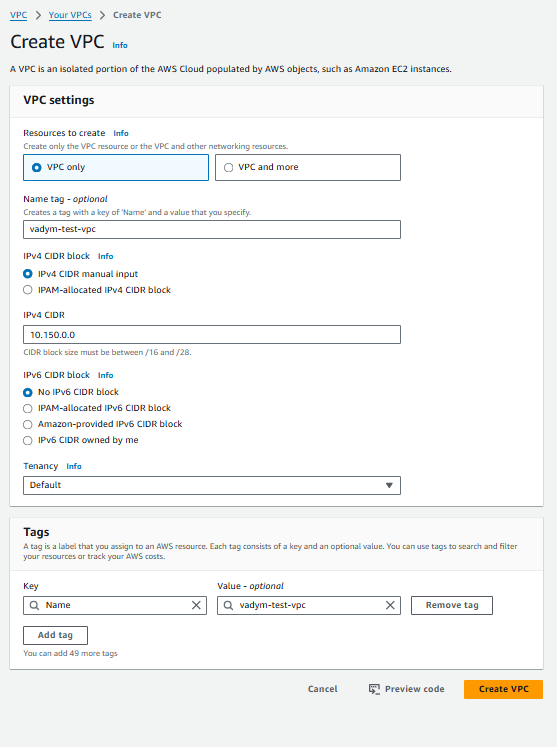 VPC > Your VPCs > Create VPC
Create VPC Info
A VPC is an isolated portion of the AWS Cloud populated by AWS objects, such as Amazon EC2 instances.
VPC settings
Resources to create Info
Create only the VPC resource or the VPC and other networking resources.
VPC only
VPC and more
Name tag - optional
Creates a tag with a key of 'Name' and a value that you specify.
vadym-test-vpc
IPv4 CIDR block Info
IPv4 CIDR manual input
IPAM-allocated IPv4 CIDR block
IPv4 CIDR
10.150.0.0
CIDR block size must be between /16 and /28.
IPv6 CIDR block Info
No IPv6 CIDR block
IPAM-allocated IPv6 CIDR block
Amazon-provided IPv6 CIDR block
IPv6 CIDR owned by me
Tenancy Info
Default
Tags
A tag is a label that you assign to an AWS resource. Each tag consists of a key and an optional value. You can use tags to search and filter
your resources or track your AWS costs.
Key
Value - optional
Name
vadym-test-vpc
Remove tag
Add tag
You can add 49 more tags
Cancel
Preview code
Create VPC